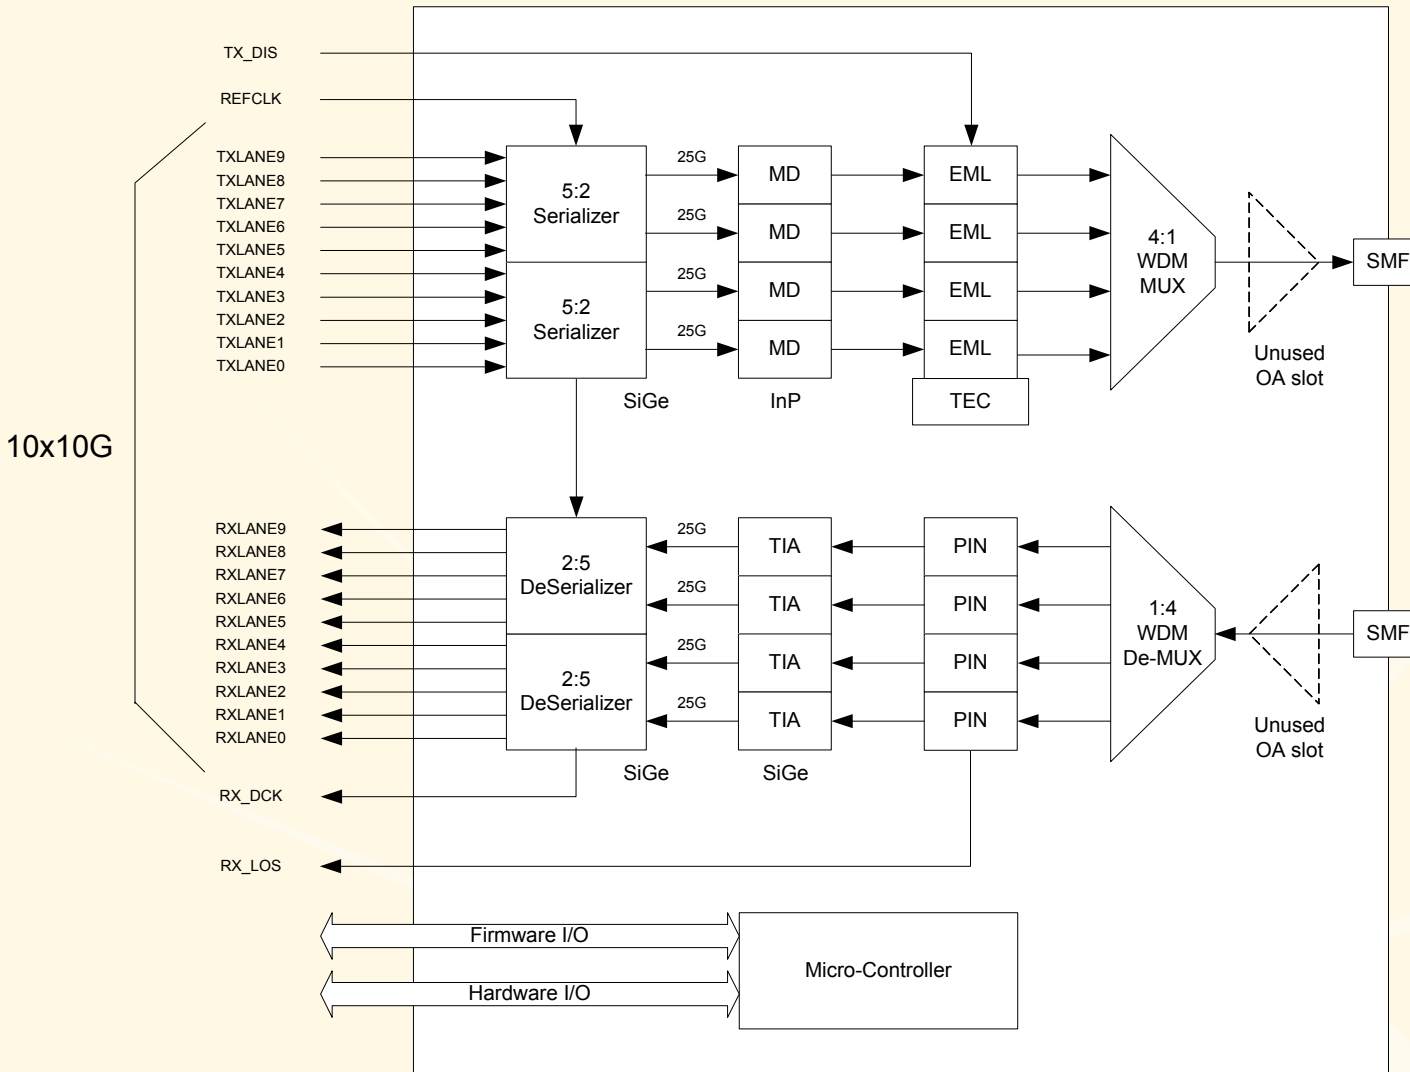 TX_DIS
REFCLK
TXLANE9
TXLANE8
TXLANE7
TXLANE6
TXLANE5
TXLANE4
TXLANE3
TXLANE2
TXLANE1
TXLANE0
5:2
Serializer
5:2
Serializer
SiGe
25G
25G
25G
25G
MD
MD
MD
MD
InP
EML
EML
EML
EML
TEC
4:1
WDM
MUX
Unused
OA slot
SMF
10x10G
RXLANE9
RXLANE8
RXLANE7
RXLANE6
RXLANE5
RXLANE4
RXLANE3
RXLANE2
RXLANE1
RXLANE0
2:5
DeSerializer
2:5
DeSerializer
SiGe
25G
25G
25G
25G
TIA
TIA
TIA
TIA
SiGe
PIN
PIN
PIN
PIN
1:4
WDM
De-MUX
Unused
OA slot
SMF
RX_DCK
RX_LOS
Firmware I/O
Hardware I/O
Micro-Controller